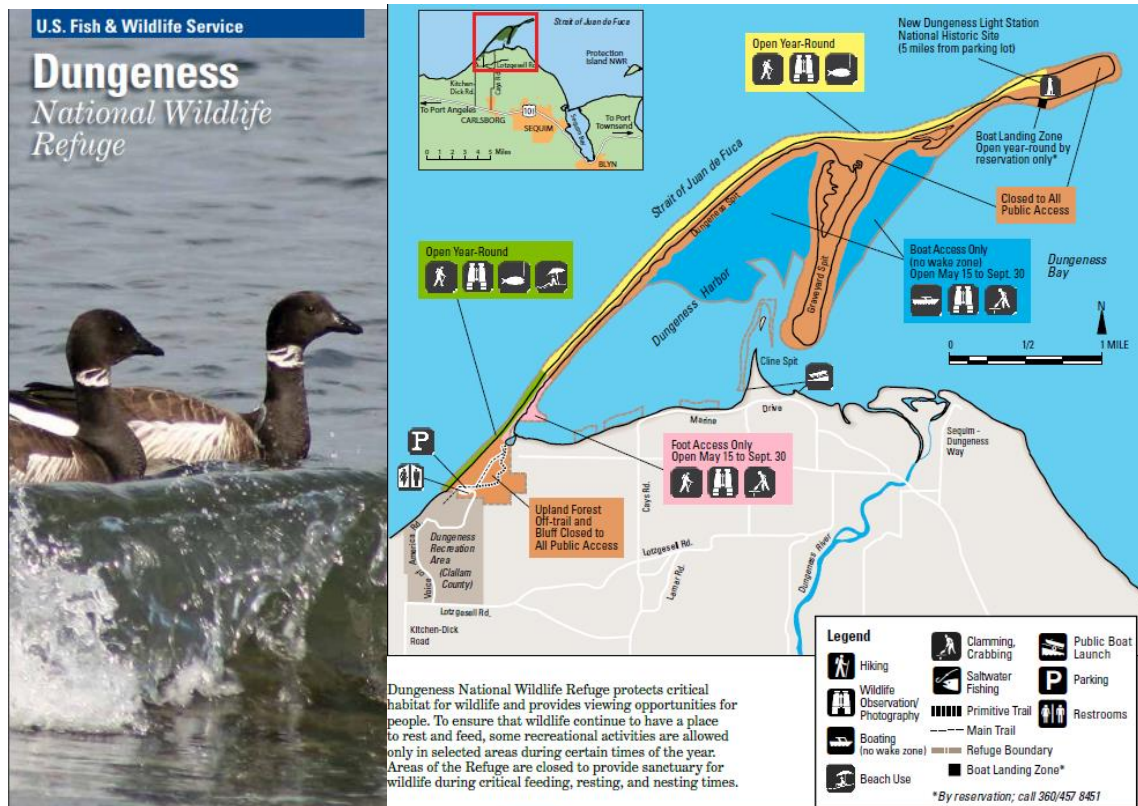 U.S. Fish & Wildlife Service
Dungeness
National Wildlife
Refuge
Strait of Juan de Fuca
Protection
Island NWR
Lotzgesell Rd.
Kitchen-
Dick Rd.
Cays Rd.
To Port Angeles
101
CARLSBORG
SEQUIM
Sequim Bay
To Port
Townsand
BLYN
0 1 2 3 4 5 Miles
Open Year-Round
New Dungeness Light Station
National Historic Site
(5 miles from parking lot)
Boat Landing Zone
Open year-round by
reservation only*
Closed to All
Public Access
Strait of Juan de Fuca
Dungeness Spit
Open Year-Round
Boat Access Only
(no wake zone)
Open May 15 to Sept. 30
Dungeness
Bay
Dungeness Harbor
Graveyard Spit
N
0 1/2 1 MILE
Cline Spit
Marine Drive
P
Foot Access Only
Open May 15 to Sept. 30
Sequim -
Dungeness
Way
Upland Forest
Off-trail and
Bluff Closed to
All Public Access
Cays Rd.
Lotzgesell Rd.
Lamar Rd.
Dungeness River
Dungeness
Recreation
Area
(Clallam
County)
Voice of America Rd.
Lotzgesell Rd.
Kitchen-Dick
Road
Dungeness National Wildlife Refuge protects critical
habitat for wildlife and provides viewing opportunities for
people. To ensure that wildlife continue to have a place
to rest and feed, some recreational activities are allowed
only in selected areas during certain times of the year.
Areas of the Refuge are closed to provide sanctuary for
wildlife during critical feeding, resting, and nesting times.
Legend
Hiking
Wildlife
Observation/
Photography
Boating
(no wake zone)
Beach Use
Clamming,
Crabbing
Saltwater
Fishing
Primitive Trail
Main Trail
Refuge Boundary
Boat Landing Zone*
Public Boat
Launch
P
Parking
Restrooms
*By reservation; call 360/457 8451